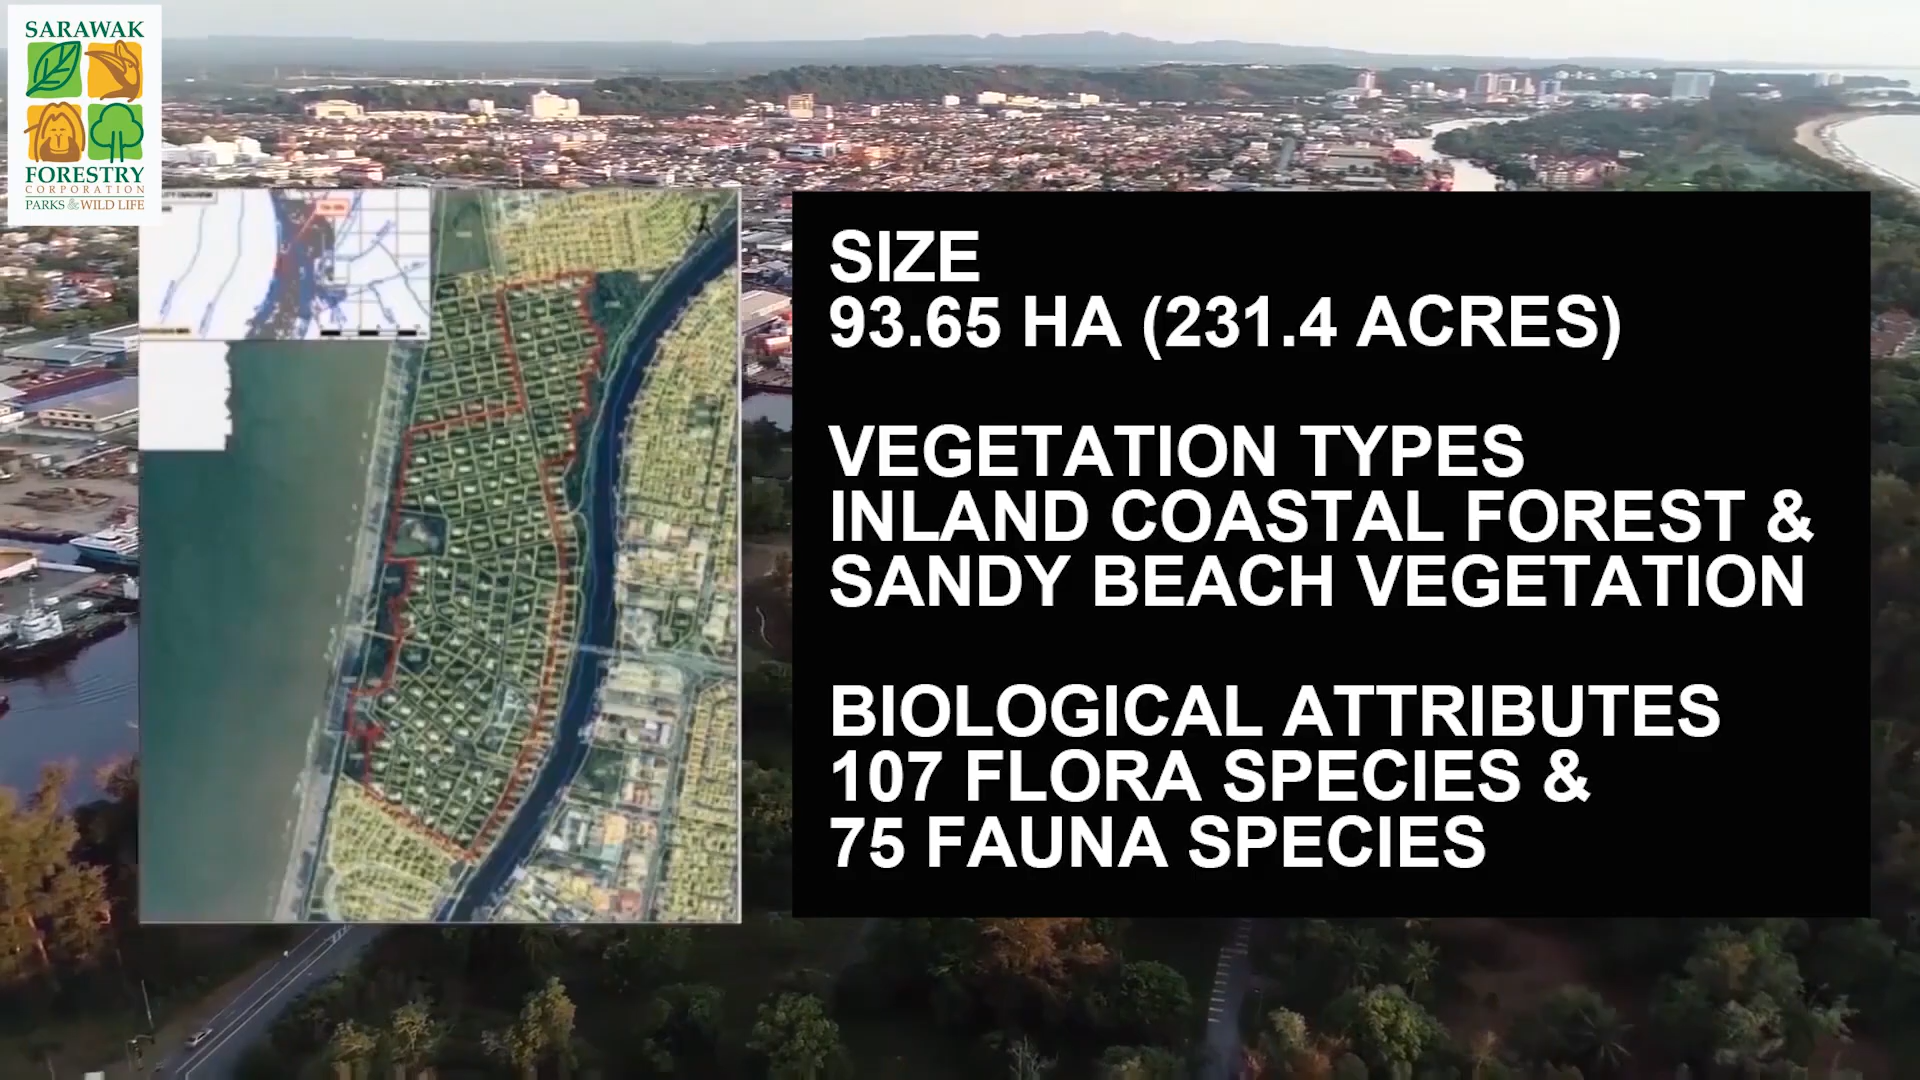 SARAWAK
FORESTRY
CORPORATION
PARKS & WILD LIFE
SIZE
93.65 HA (231.4 ACRES)
VEGETATION TYPES
INLAND COASTAL FOREST &
SANDY BEACH VEGETATION
BIOLOGICAL ATTRIBUTES
107 FLORA SPECIES &
75 FAUNA SPECIES